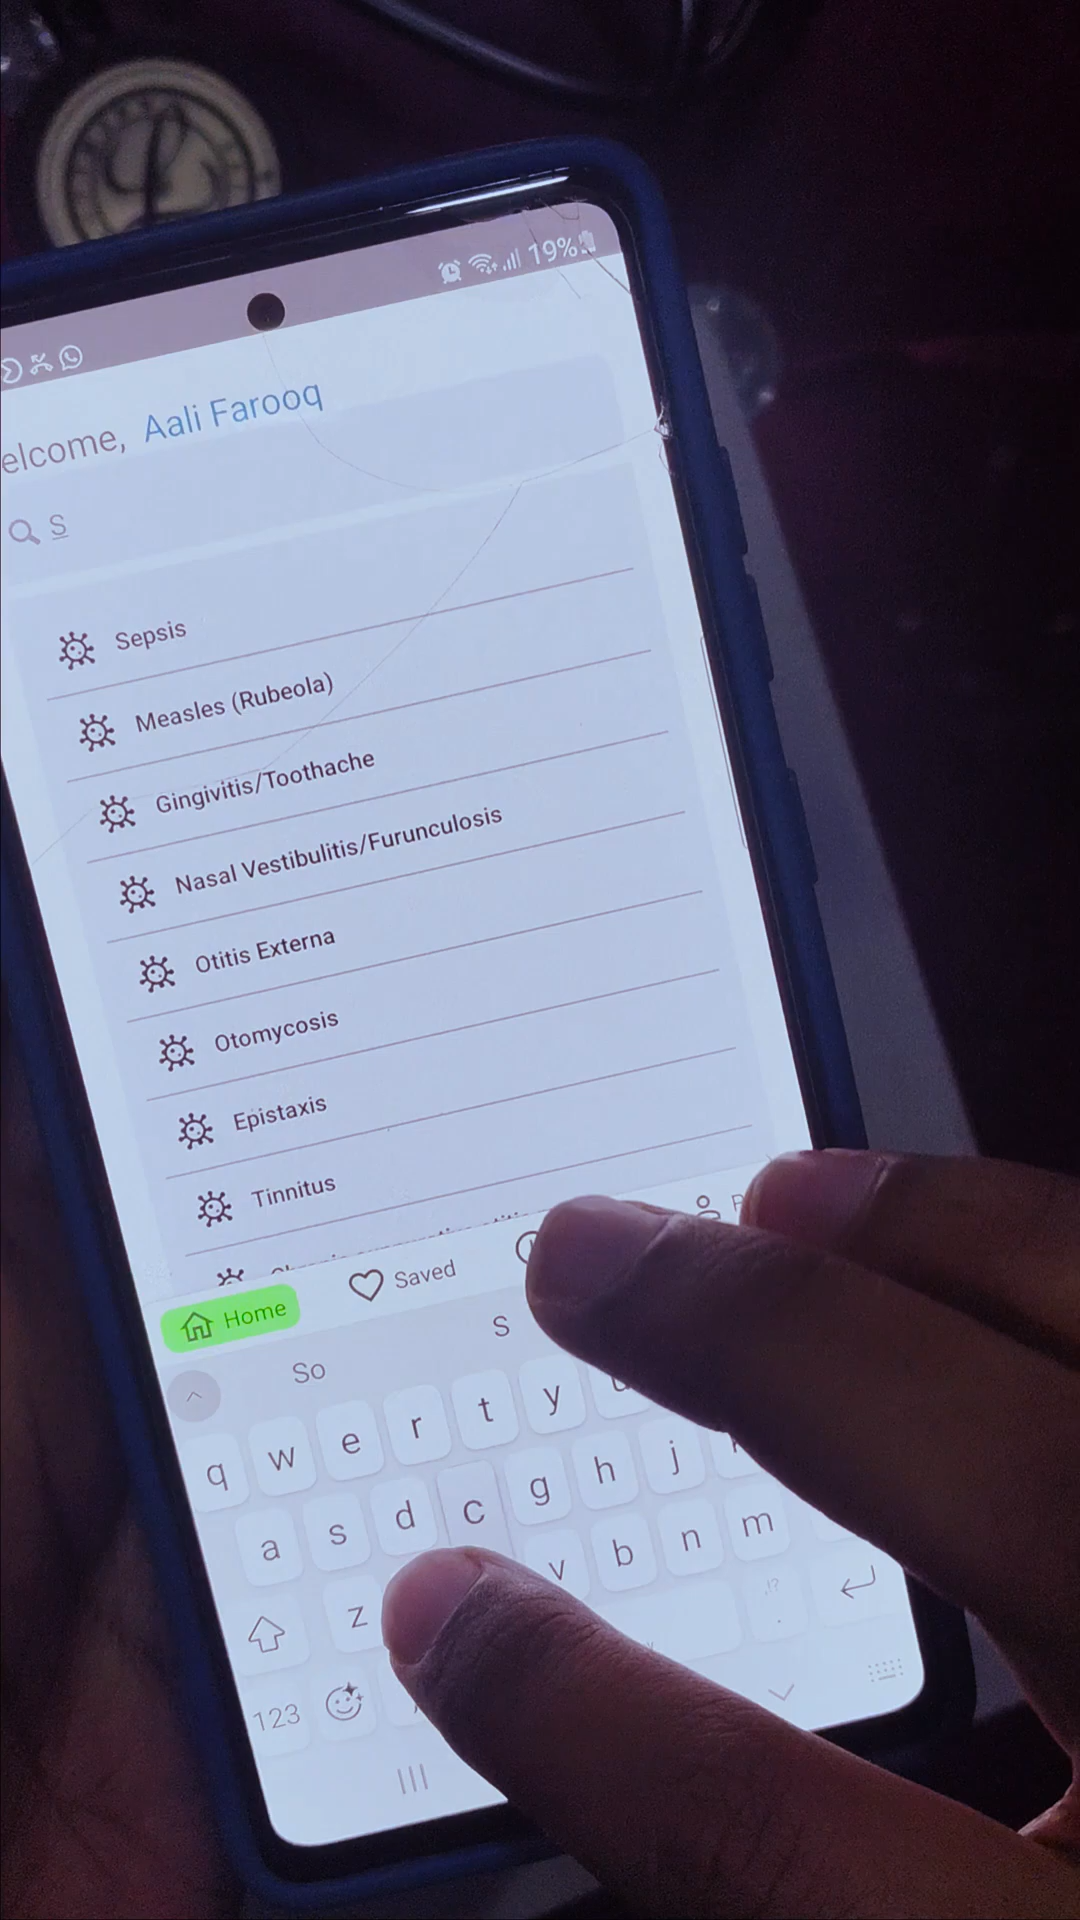 19%
elcome, Aali Farooq
S
Sepsis
Measles (Rubeola)
Gingivitis/Toothache
Nasal Vestibulitis/Furunculosis
Otitis Externa
Otomycosis
Epistaxis
Tinnitus
Home Saved P
So S
q w e r t y
a s d c g h j
z v b n m
,!?
.
123